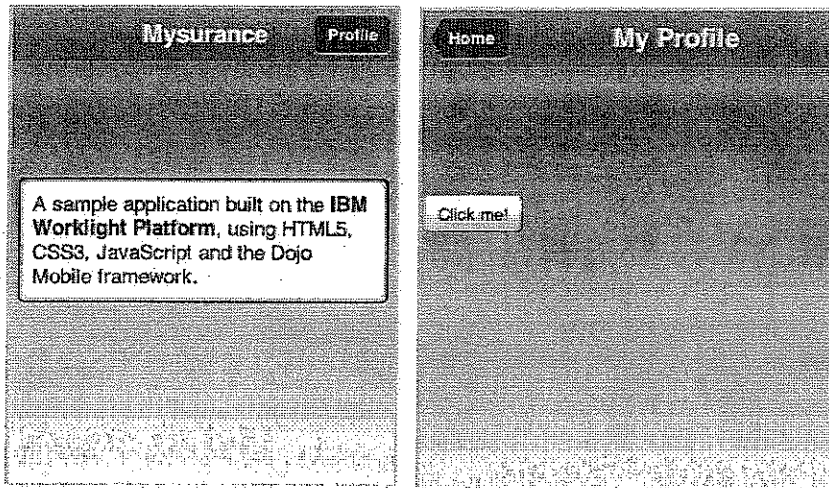 Mysurance
Profile
A sample application built on the IBM
Worklight Platform, using HTML5,
CSS3, JavaScript and the Dojo
Mobile framework.
Home
My Profile
Click me!